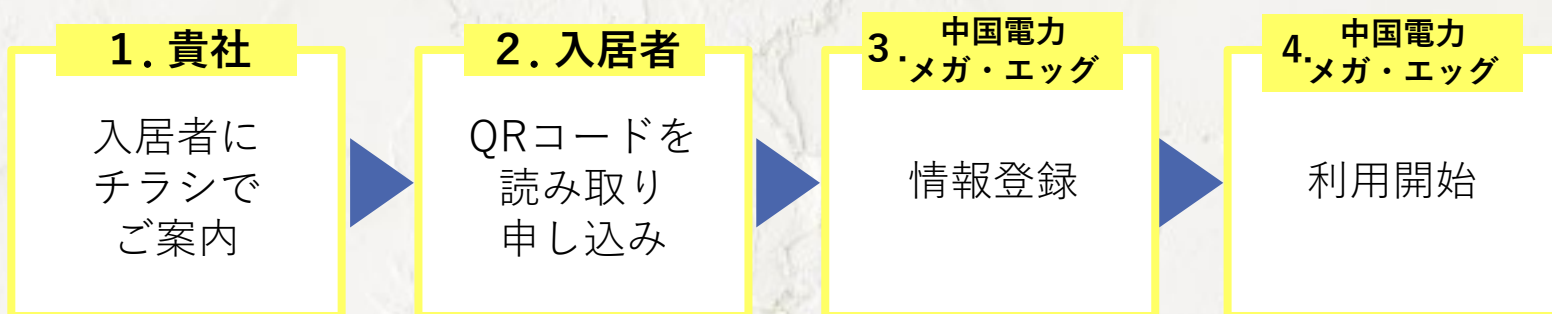 1.貴社
入居者に
チラシで
ご案内
2.入居者
QRコードを
読み取り
申し込み
3.中国電力
メガ・エッグ
情報登録
4.中国電力
メガ・エッグ
利用開始